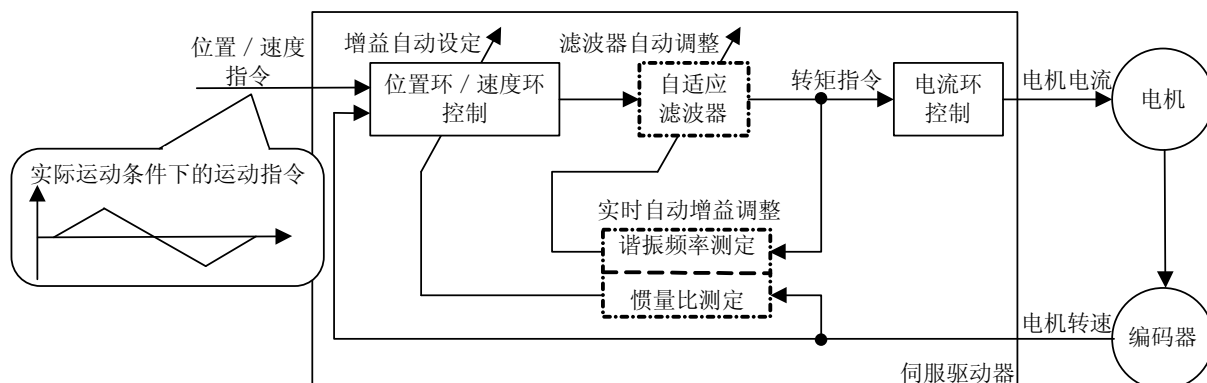 位置 / 速度
指令
增益自动设定
滤波器自动调整
位置环 / 速度环
控制
自适应
滤波器
转矩指令
电流环
控制
电机电流
电机
实际运动条件下的运动指令
实时自动增益调整
谐振频率测定
惯量比测定
电机转速
编码器
伺服驱动器